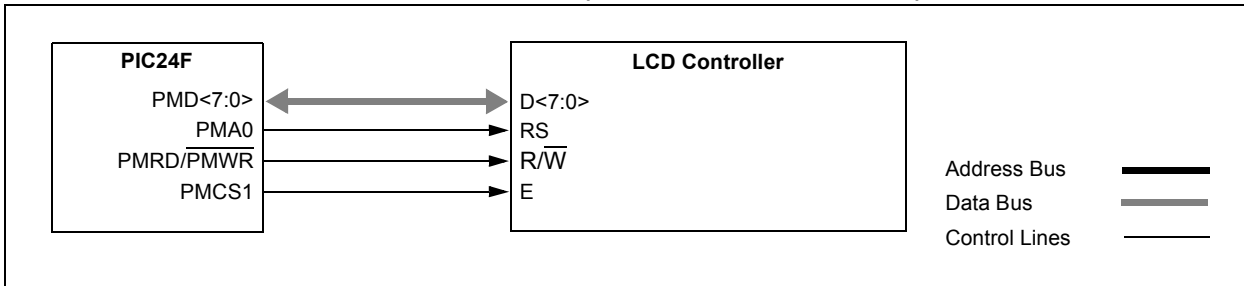 PIC24F
LCD Controller
PMD<7:0>
D<7:0>
PMA0
RS
PMRD/PMWR
R/W
PMCS1
E
Address Bus
Data Bus
Control Lines